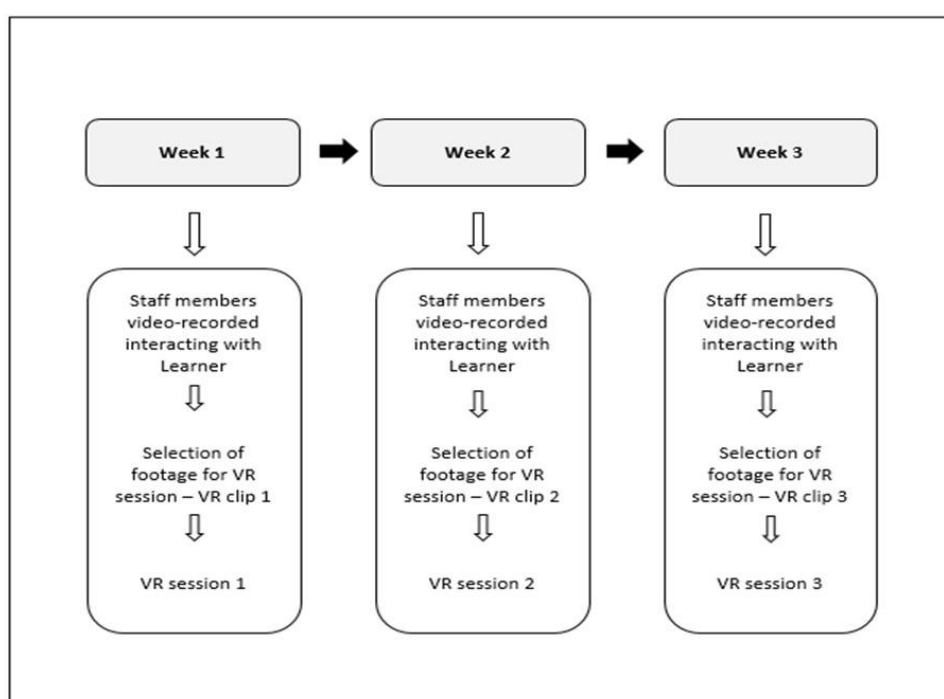 Week 1
Week 2
Week 3
Staff members
video-recorded
interacting with
Learner
Selection of
footage for VR
session – VR clip 1
VR session 1
Staff members
video-recorded
interacting with
Learner
Selection of
footage for VR
session – VR clip 2
VR session 2
Staff members
video-recorded
interacting with
Learner
Selection of
footage for VR
session – VR clip 3
VR session 3